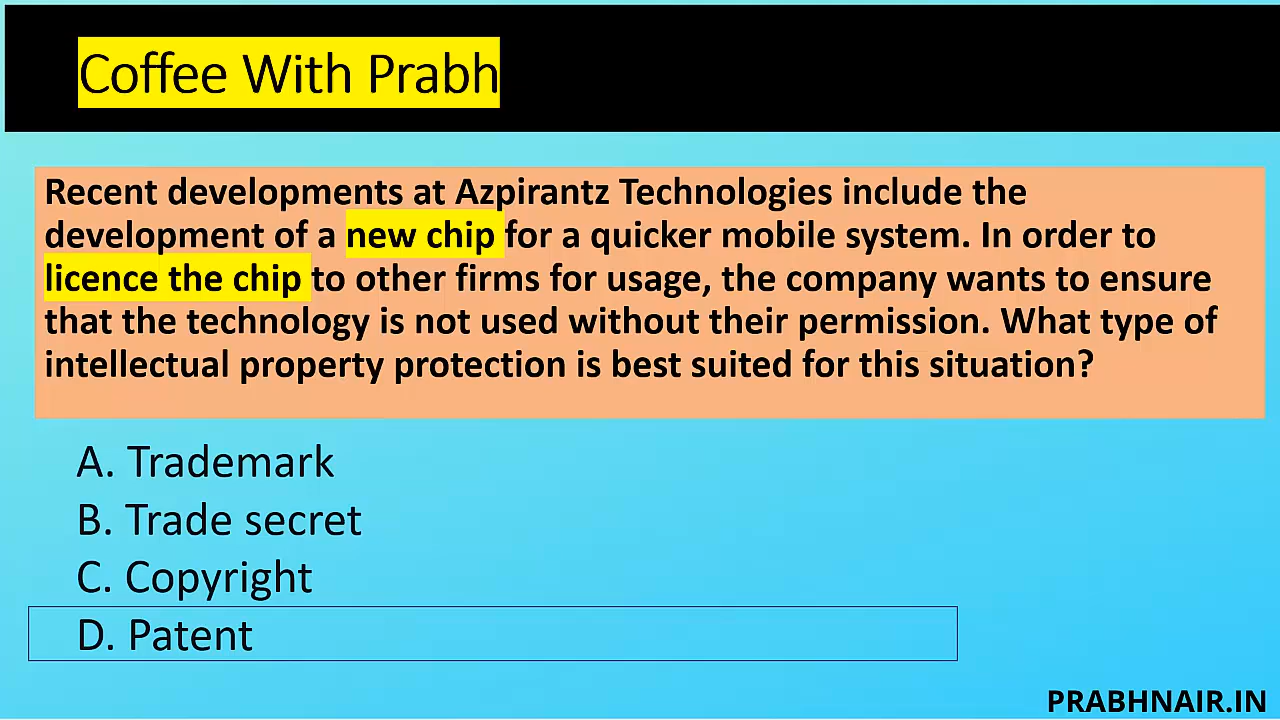 Coffee With Prabh
Recent developments at Azpirantz Technologies include the
development of a new chip for a quicker mobile system. In order to
licence the chip to other firms for usage, the company wants to ensure
that the technology is not used without their permission. What type of
intellectual property protection is best suited for this situation?
A. Trademark
B. Trade secret
C. Copyright
D. Patent
PRABHNAIR.IN